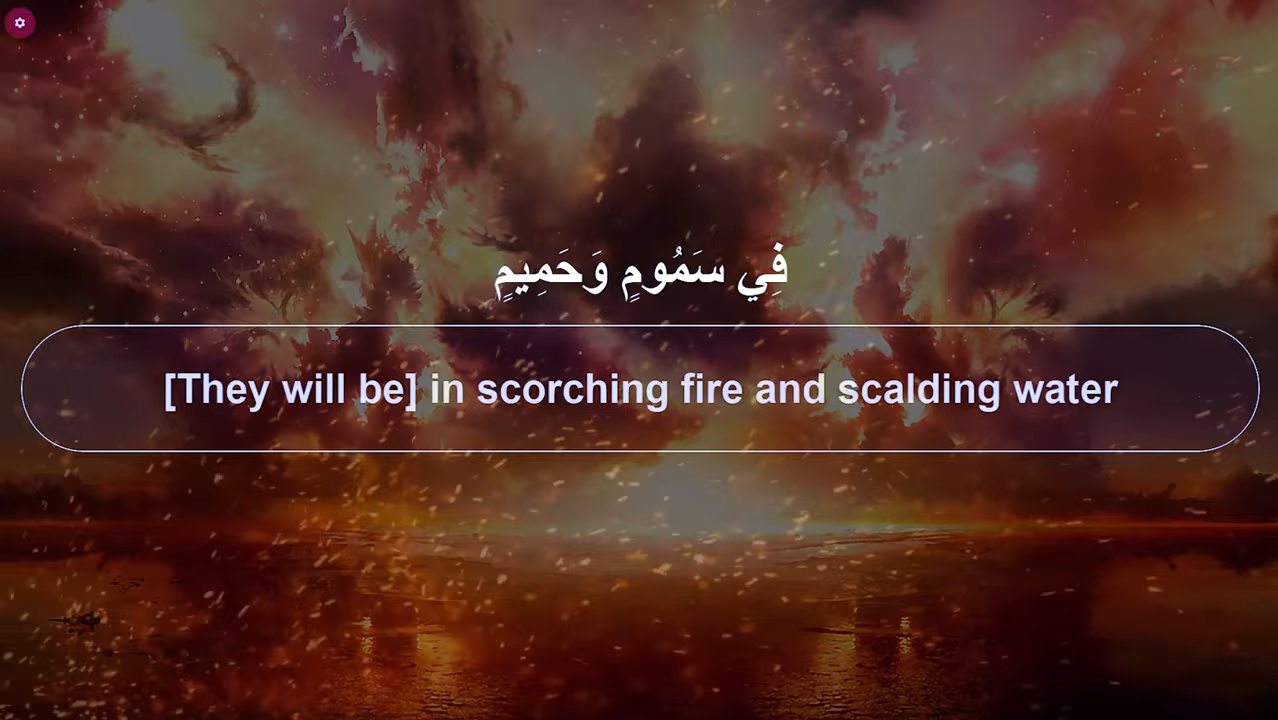 فِي سَمُومٍ وَحَمِيمٍ
[They will be] in scorching fire and scalding water